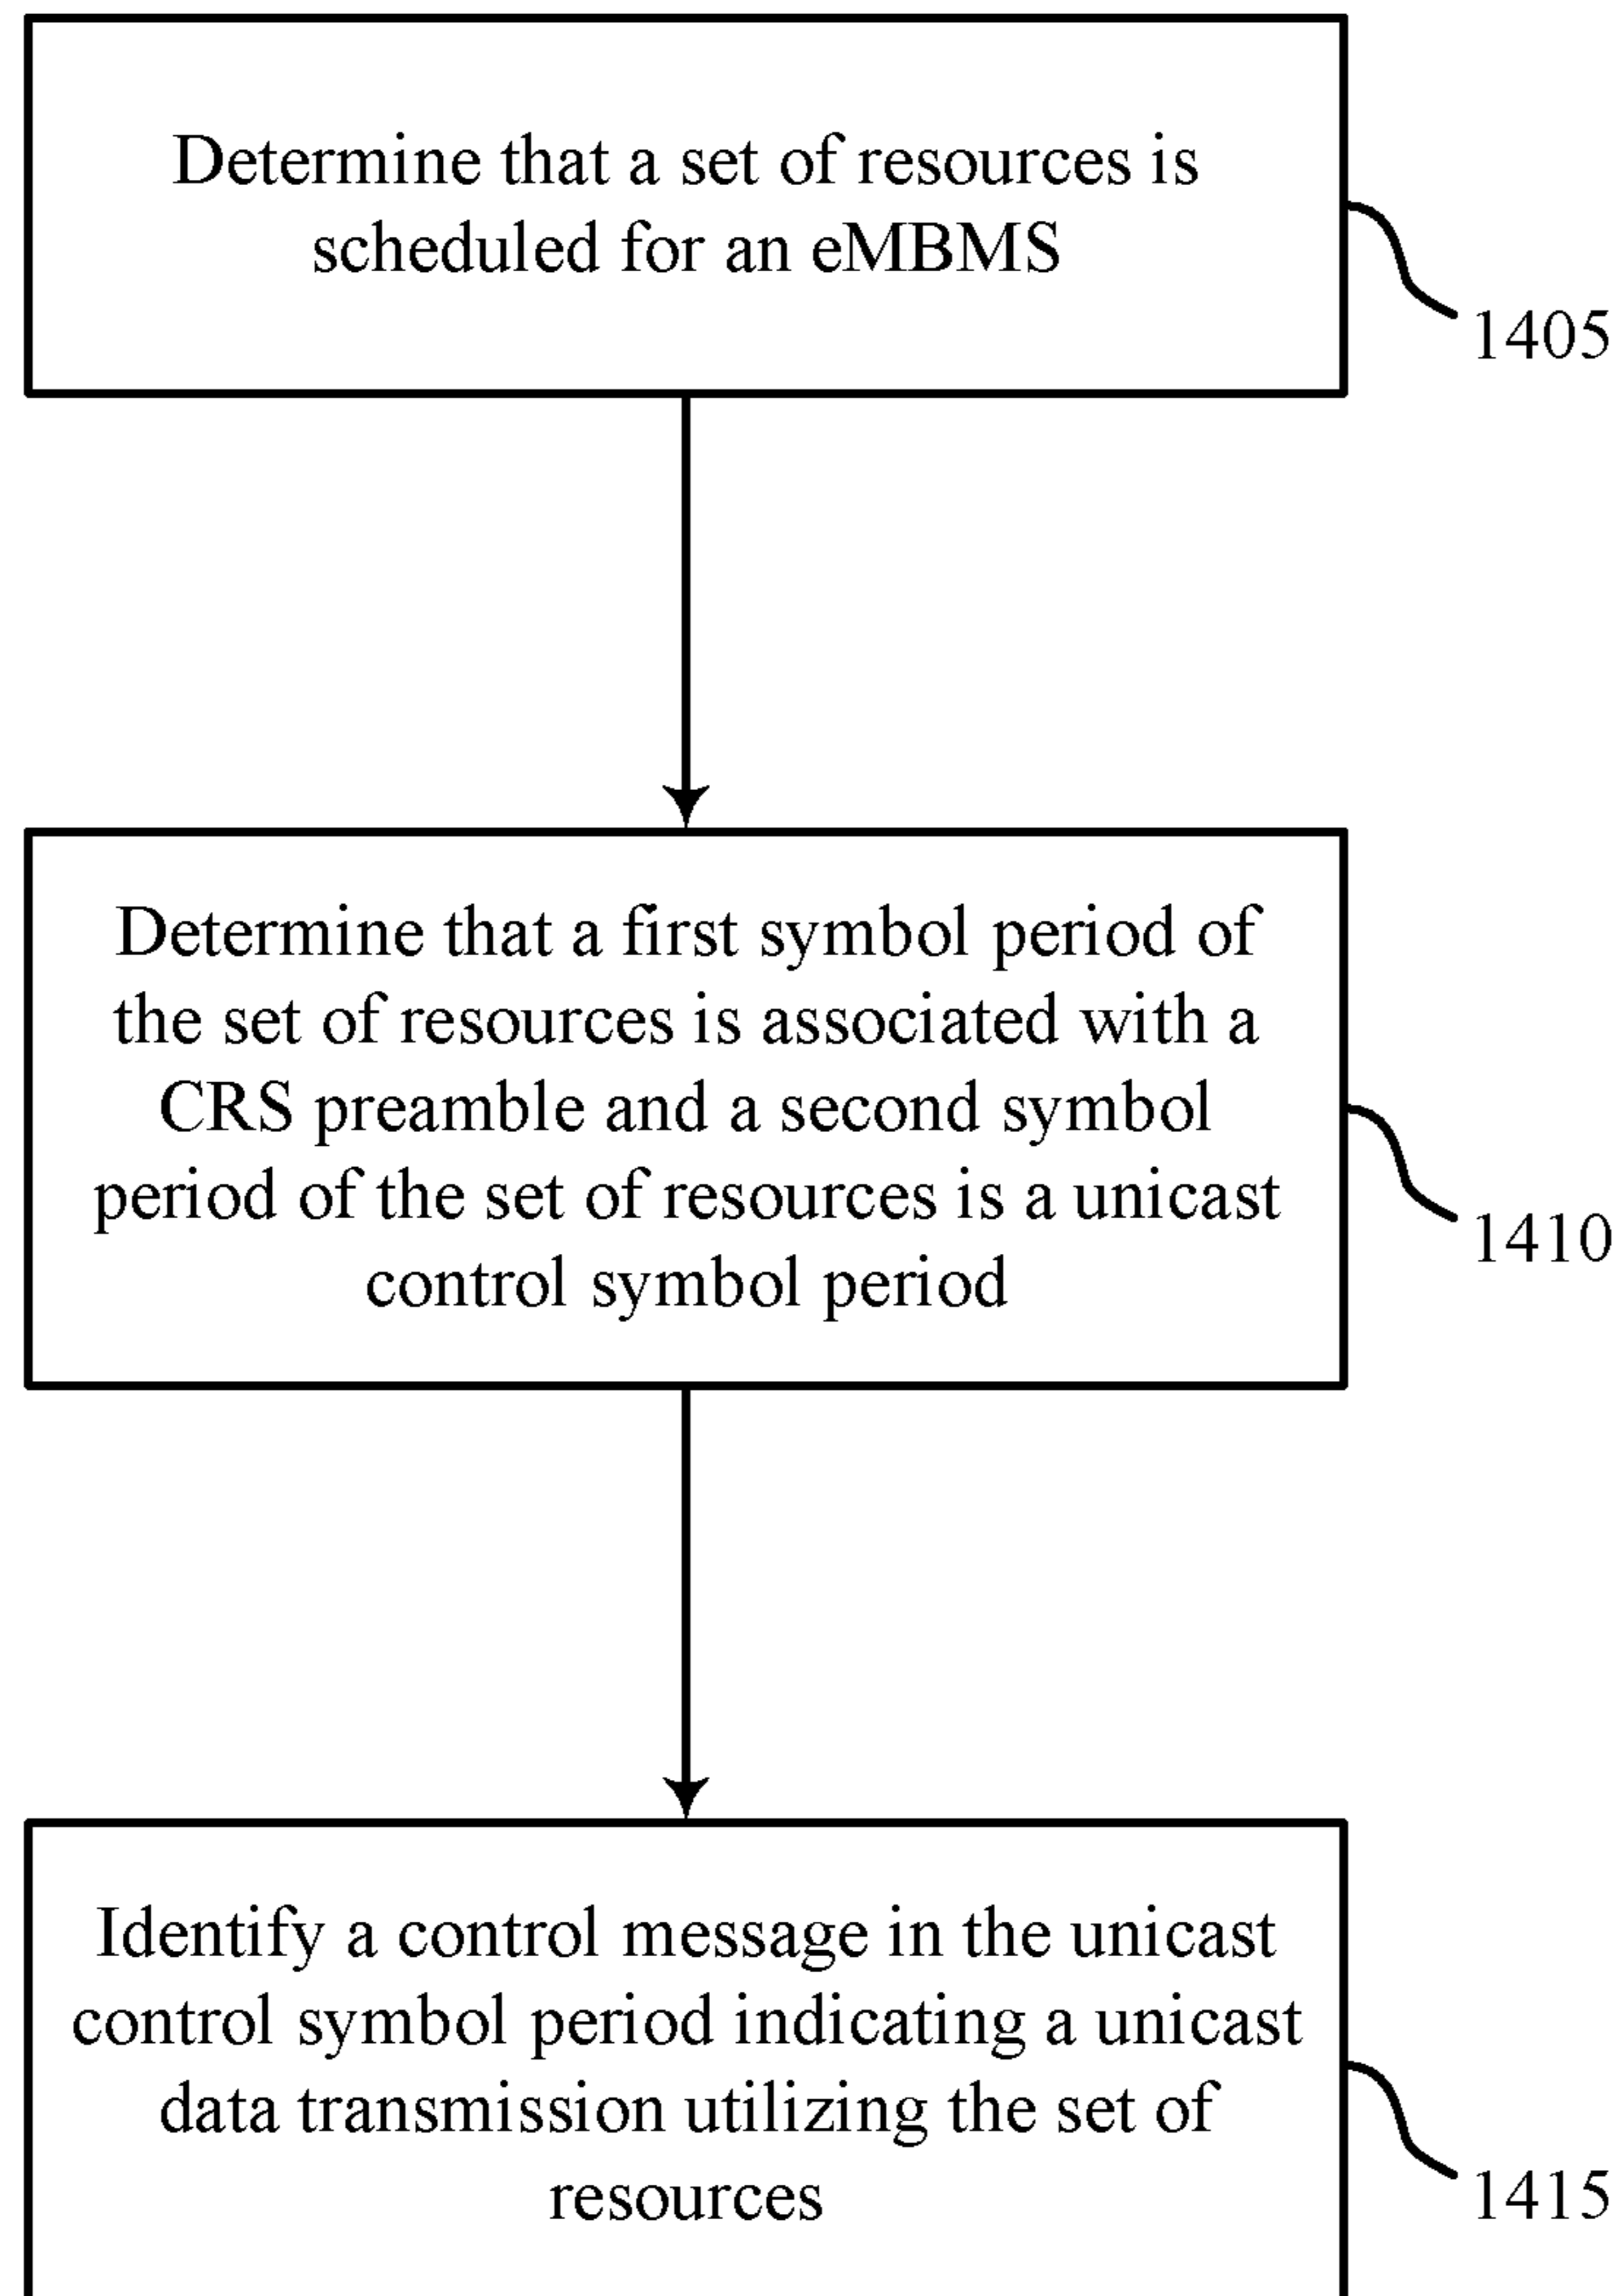 Determine that a set of resources is
scheduled for an eMBMS
1405
Determine that a first symbol period of
the set of resources is associated with a
CRS preamble and a second symbol
period of the set of resources is a unicast
control symbol period
1410
Identify a control message in the unicast
control symbol period indicating a unicast
data transmission utilizing the set of
resources
1415